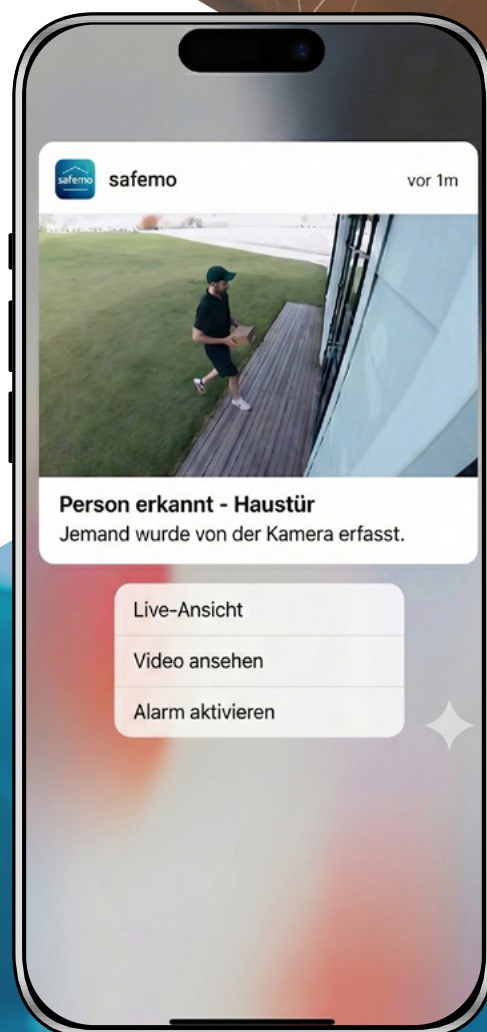 safemo
safemo
vor 1m
Person erkannt - Haustür
Jemand wurde von der Kamera erfasst.
Live-Ansicht
Video ansehen
Alarm aktivieren